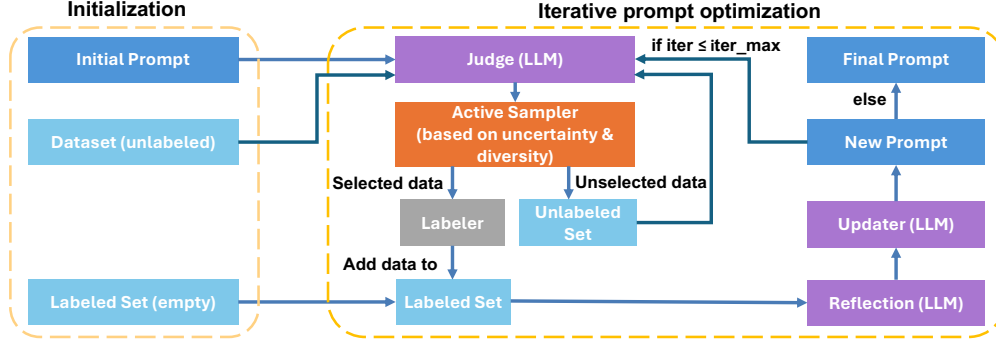 Initialization
Iterative prompt optimization
Initial Prompt
Judge (LLM)
if iter ≤ iter_max
Final Prompt
Active Sampler
(based on uncertainty &
diversity)
else
Dataset (unlabeled)
New Prompt
Selected data
Unselected data
Labeler
Unlabeled
Set
Updater (LLM)
Add data to
Labeled Set (empty)
Labeled Set
Reflection (LLM)